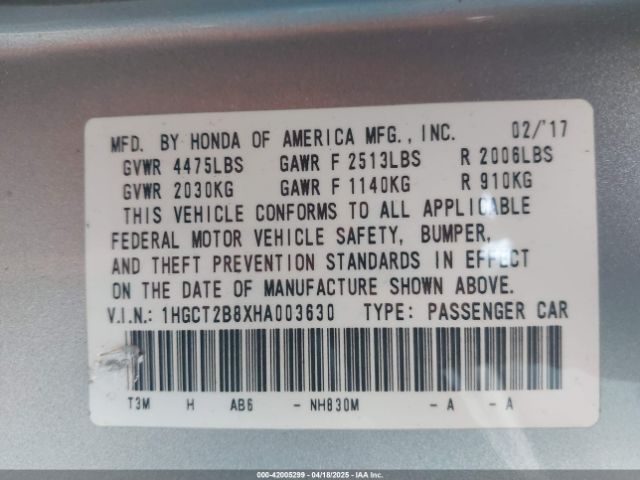 MFD. BY HONDA OF AMERICA MFG., INC. 02/'17
GVWR 4475LBS GAWR F 2513LBS R 2006LBS
GVWR 2030KG GAWR F 1140KG R 910KG
THIS VEHICLE CONFORMS TO ALL APPLICABLE
FEDERAL MOTOR VEHICLE SAFETY, BUMPER,
AND THEFT PREVENTION STANDARDS IN EFFECT
ON THE DATE OF MANUFACTURE SHOWN ABOVE.
V.I.N.: 1HGCT2B8XHA003630 TYPE: PASSENGER CAR
T3M H AB6 - NH830M - A - A
000-42005299 - 04/18/2025 - IAA Inc.